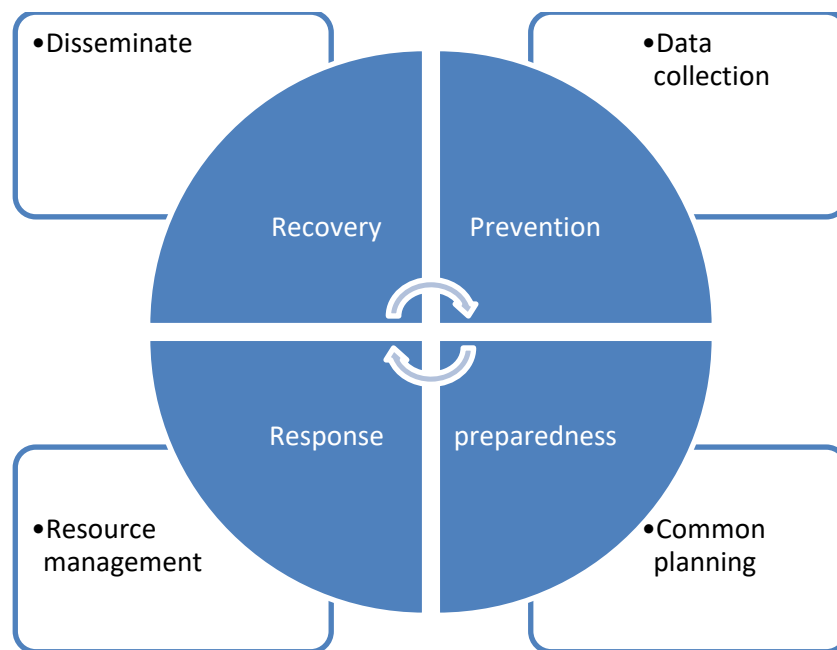 •Disseminate
•Data
collection
Recovery
Prevention
Response
preparedness
•Resource
management
•Common
planning